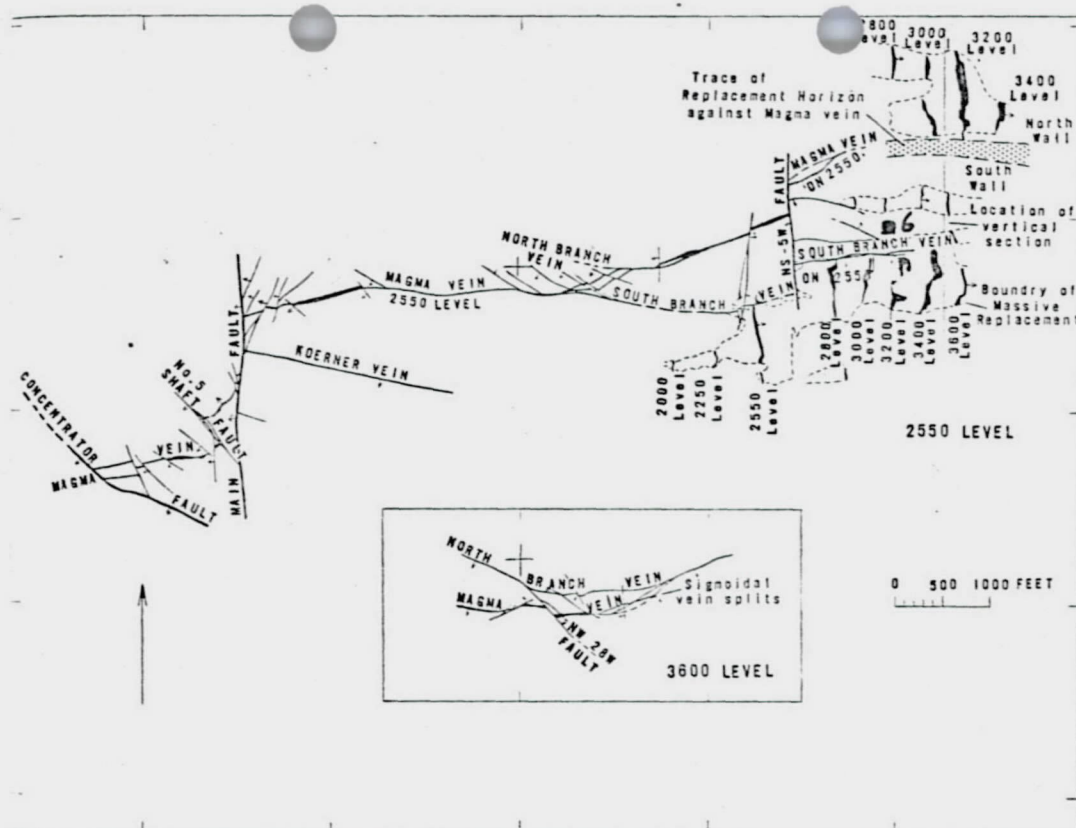 2800
Level
3000
Level
3200
Level
3400
Level
Trace of
Replacement Horizon
against Magma vein
North
Wall
South
Wall
MAGMA VEIN
ON 2550
FAULT
NS-5W
Location of
vertical
section
SOUTH BRANCH VEIN
VEIN ON 2550
Boundry of
Massive
Replacement
2800
Level
3000
Level
3200
Level
3400
Level
3600
Level
NORTH BRANCH
VEIN
MAGMA VEIN
2550 LEVEL
SOUTH BRANCH
2000
Level
2250
Level
2550
Level
2550 LEVEL
KOERNER VEIN
FAULT
MAIN
No. 5
SHAFT
FAULT
CONCENTRATOR
FAULT
MAGMA
VEIN
NORTH
BRANCH VEIN
MAGMA
VEIN
Sigmoidal
vein splits
NW 28W
FAULT
3600 LEVEL
0 500 1000 FEET